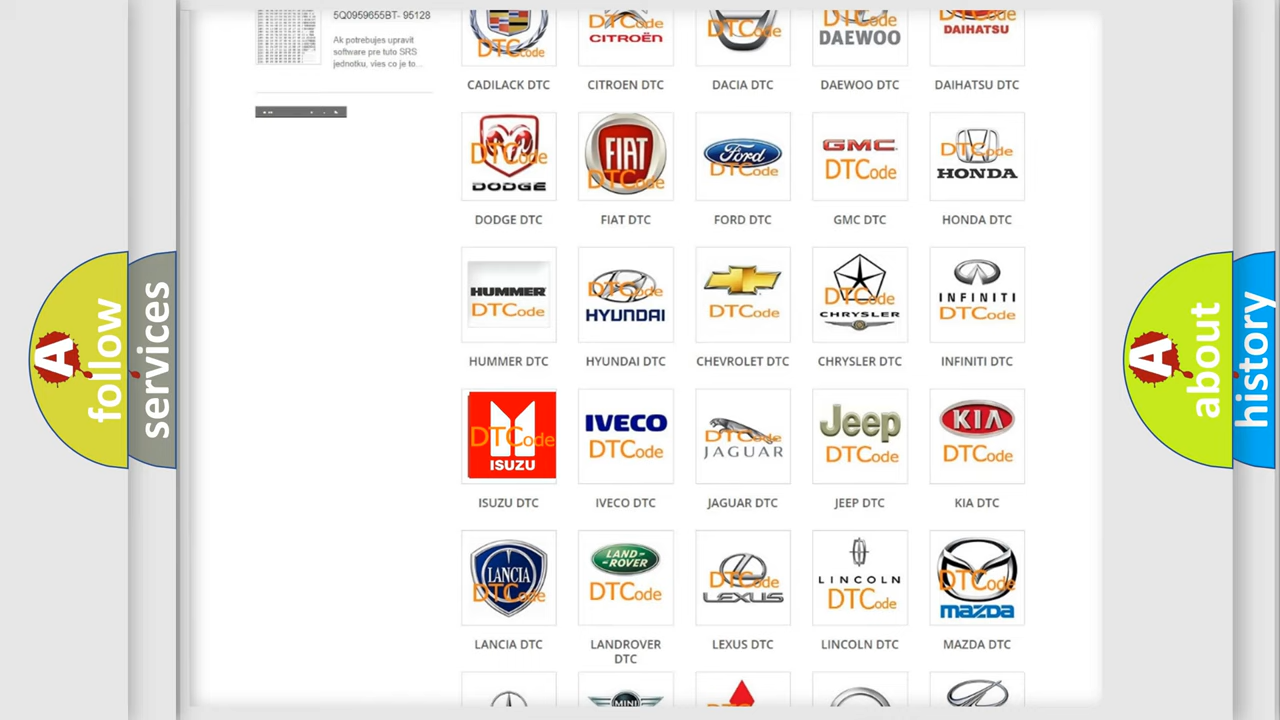 5Q0959655BT- 95128
Ak potrebujes upravit
software pre tuto SRS
jednotku, vies co je to...
DTCode
DTCode
CITROËN
DTCode
DAEWOO
DTCode
DAIHATSU
CADILACK DTC
CITROEN DTC
DACIA DTC
DAEWOO DTC
DAIHATSU DTC
DTCode
DODGE
FIAT
DTCode
Ford
DTCode
GMC
DTCode
DTCode
HONDA
DODGE DTC
FIAT DTC
FORD DTC
GMC DTC
HONDA DTC
HUMMER
DTCode
DTCode
HYUNDAI
DTCode
DTCode
CHRYSLER
INFINITI
DTCode
HUMMER DTC
HYUNDAI DTC
CHEVROLET DTC
CHRYSLER DTC
INFINITI DTC
DTCode
ISUZU
IVECO
DTCode
DTCode
JAGUAR
Jeep
DTCode
KIA
DTCode
ISUZU DTC
IVECO DTC
JAGUAR DTC
JEEP DTC
KIA DTC
LANCIA
DTCode
LAND-
ROVER
DTCode
DTCode
LEXUS
LINCOLN
DTCode
DTCode
mazda
LANCIA DTC
LANDROVER
DTC
LEXUS DTC
LINCOLN DTC
MAZDA DTC
MINI
A
follow
services
A
about
history